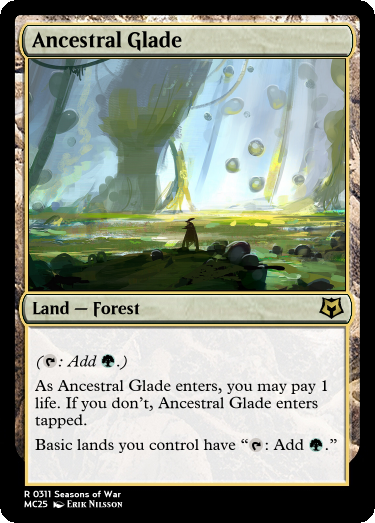 Ancestral Glade
Land — Forest
(: Add .)
As Ancestral Glade enters, you may pay 1
life. If you don't, Ancestral Glade enters
tapped.
Basic lands you control have “: Add .”
R 0311 Seasons of War
MC25 Erik Nilsson